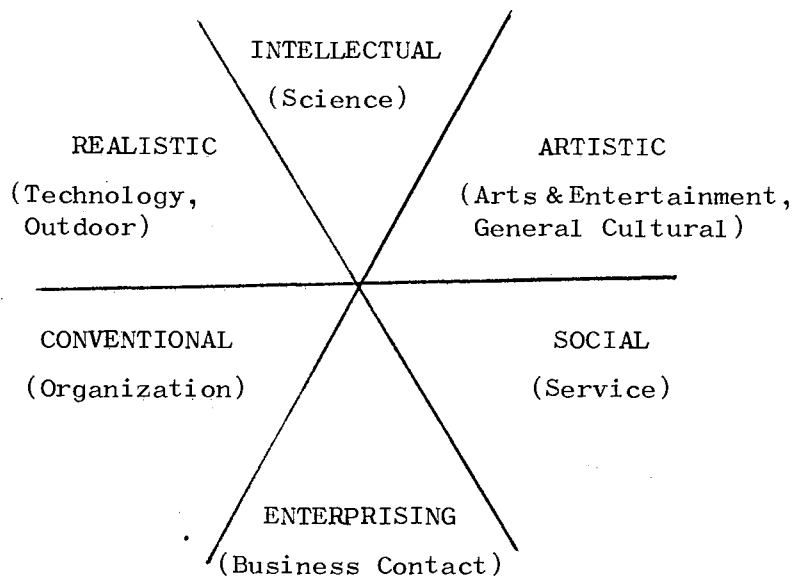 INTELLECTUAL
(Science)
REALISTIC
(Technology,
Outdoor)
ARTISTIC
(Arts & Entertainment,
General Cultural)
CONVENTIONAL
(Organization)
SOCIAL
(Service)
ENTERPRISING
(Business Contact)